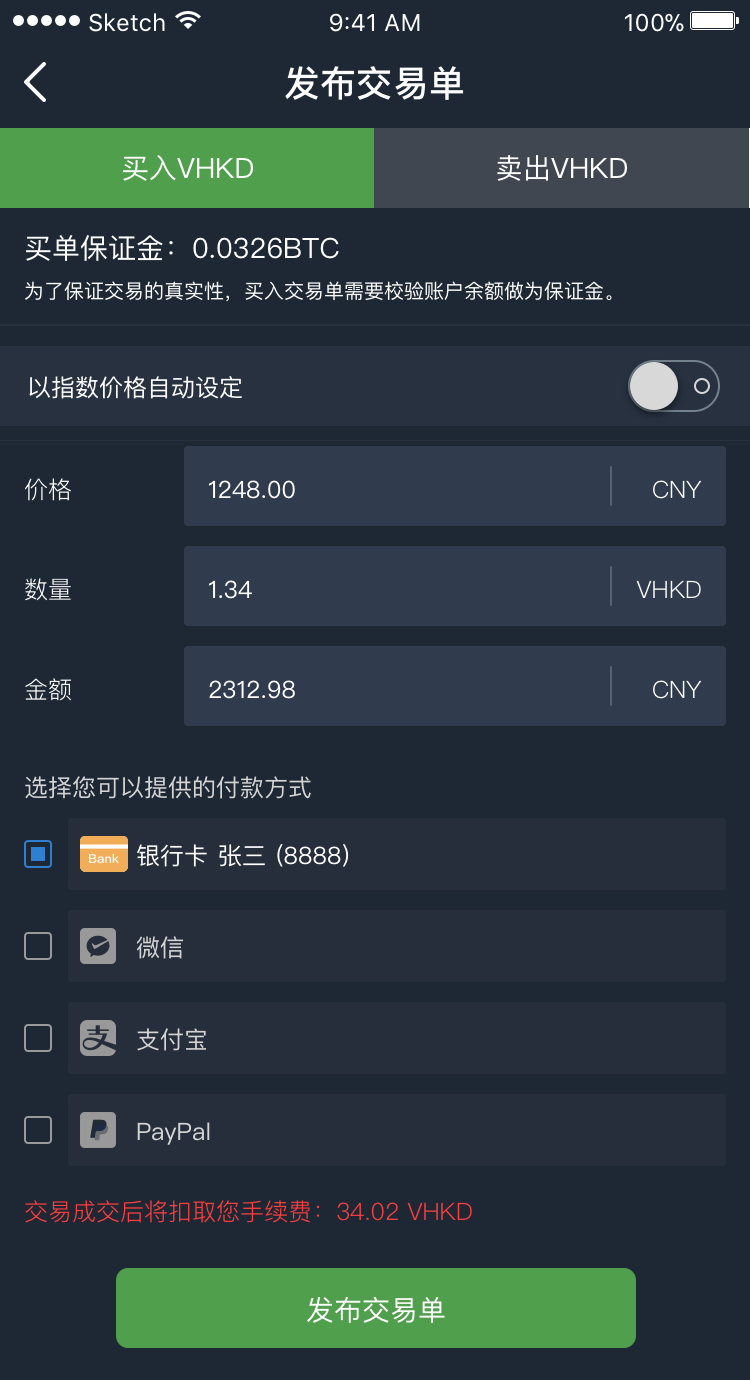 Sketch 9:41 AM 100%
发布交易单
买入VHKD 卖出VHKD
买单保证金：0.0326BTC
为了保证交易的真实性，买入交易单需要校验账户余额做为保证金。
以指数价格自动设定
价格 1248.00 CNY
数量 1.34 VHKD
金额 2312.98 CNY
选择您可以提供的付款方式
Bank 银行卡 张三 (8888)
微信
支付宝
PayPal
交易成交后将扣取您手续费：34.02 VHKD
发布交易单